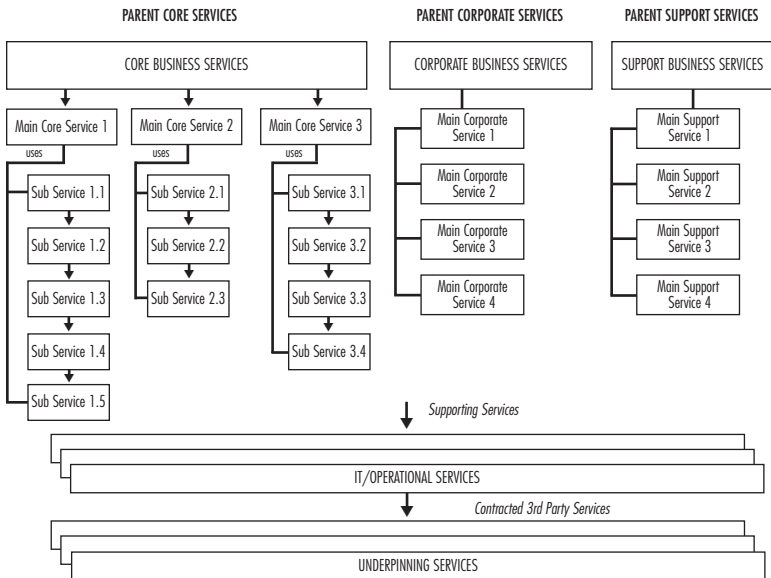 PARENT CORE SERVICES
PARENT CORPORATE SERVICES
PARENT SUPPORT SERVICES
CORE BUSINESS SERVICES
CORPORATE BUSINESS SERVICES
SUPPORT BUSINESS SERVICES
Main Core Service 1
Main Core Service 2
Main Core Service 3
uses
uses
uses
Sub Service 1.1
Sub Service 1.2
Sub Service 1.3
Sub Service 1.4
Sub Service 1.5
Sub Service 2.1
Sub Service 2.2
Sub Service 2.3
Sub Service 3.1
Sub Service 3.2
Sub Service 3.3
Sub Service 3.4
Main Corporate
Service 1
Main Corporate
Service 2
Main Corporate
Service 3
Main Corporate
Service 4
Main Support
Service 1
Main Support
Service 2
Main Support
Service 3
Main Support
Service 4
Supporting Services
IT/OPERATIONAL SERVICES
Contracted 3rd Party Services
UNDERPINNING SERVICES